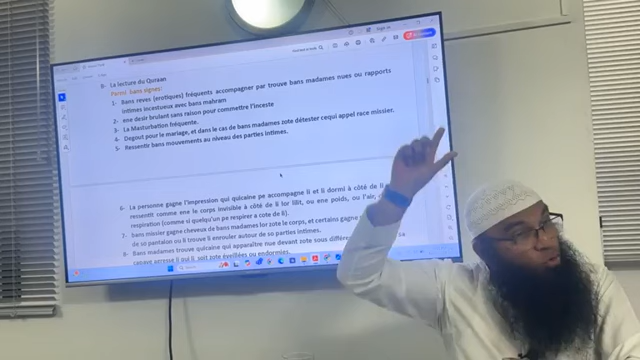 9- La lecture du Quraan
Parmi bans signes:
1- Bans reves (erotiques) fréquents accompagner par trouve bans madames nues ou rapports
intimes incestueux avec bans mahram
2- ene desir brulant sans raison pour commettre l'inceste
3- La Masturbation fréquente.
4- Degout pour le mariage, et dans le cas de bans madames zote détester cequi appel race missier.
5- Ressentir bans mouvements au niveau des parties intimes.
6- La personne gagne l'impression qui quicaine pe accompagne li et li dormi à côté de li
ressentit comma ene le corps invisible à côté de li lor lilit, ou ene poids, ou l'air,
respiration (comme si quelqu'un pa respirer a cote de li).
7- bans missier gagne cheveux de bans madames lor zote le corps, et certains gagne
de so pantalon ou li trouve li enroulee autour de so parties intimes.
8- Bans madames trouve quicaine qui apparaître nue devant zote sous
soit zote éveillées ou endormias.